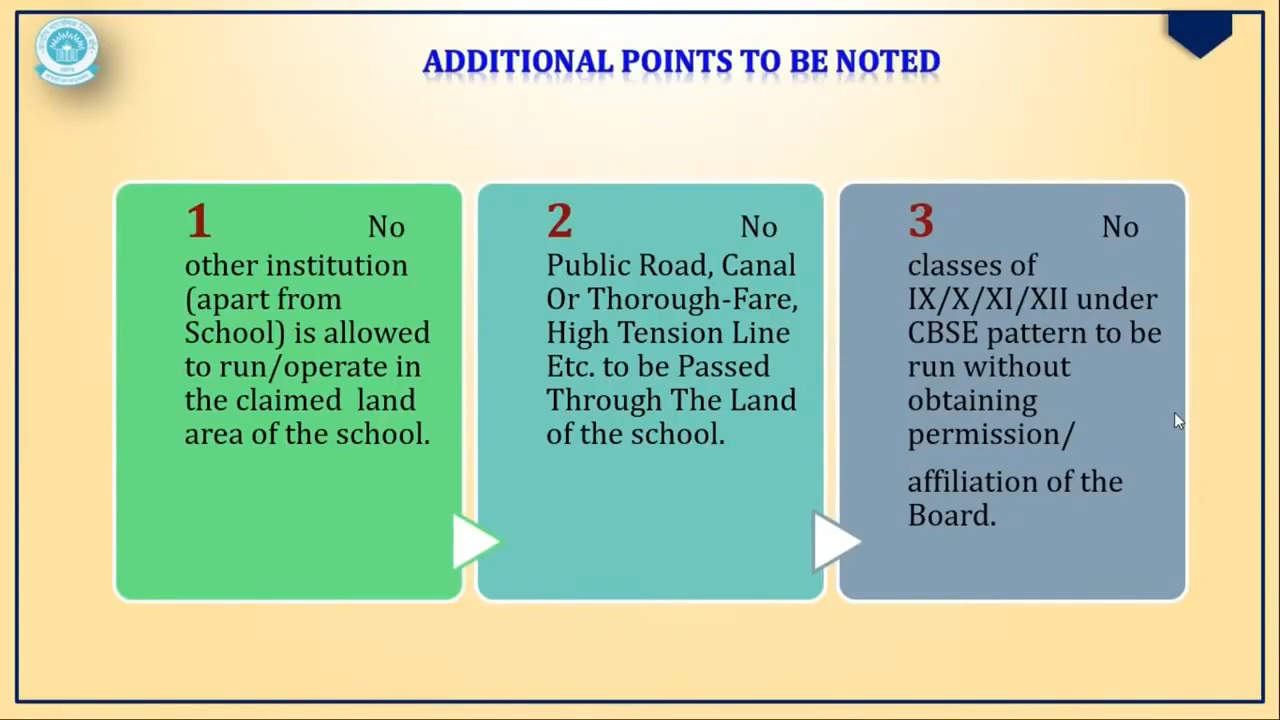 ADDITIONAL POINTS TO BE NOTED
1 No
other institution
(apart from
School) is allowed
to run/operate in
the claimed land
area of the school.
2 No
Public Road, Canal
Or Thorough-Fare,
High Tension Line
Etc. to be Passed
Through The Land
of the school.
3 No
classes of
IX/X/XI/XII under
CBSE pattern to be
run without
obtaining
permission/
affiliation of the
Board.